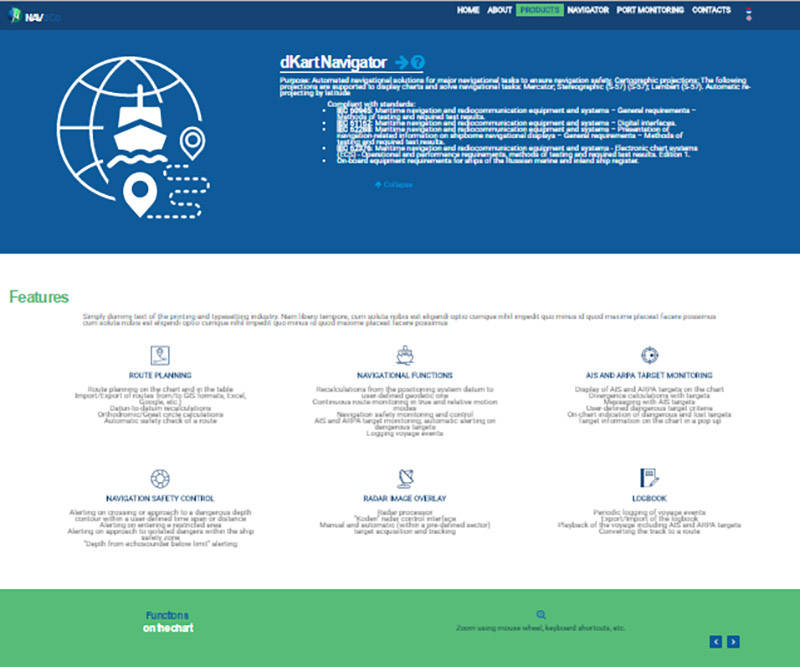 NAV
HOME ABOUT PRODUCTS NAVIGATOR PORT MONITORING CONTACTS
dKart Navigator
Purpose: Automated navigational solutions for major navigational tasks to ensure navigation safety. Cartographic projections: The following
projections are supported to display charts and solve navigational tasks: Mercator; Stereographic (S-57) (S-57); Lambert (S-57). Automatic re-
projecting by latitude
Compliant with standards:
IEC 60945: Maritime navigation and radiocommunication equipment and systems – General requirements –
Methods of testing and required test results.
IEC 61162: Maritime navigation and radiocommunication equipment and systems – Digital interfaces.
IEC 62288: Maritime navigation and radiocommunication equipment and systems – Presentation of
navigation related information on shipborne navigational displays – General requirements – Methods of
testing and required test results.
IEC 62376: Maritime navigation and radiocommunication equipment and systems - Electronic chart systems
(ECS) - Operational and performance requirements, methods of testing and required test results. Edition 1.
On-board equipment requirements for ships of the Russian marine and inland ship register.
Collapse
Features
Simply dummy text of the printing and typesetting industry. Nam libero tempore, cum soluta nobis est eligendi optio cumque nihil impedit quo minus id quod maxime placeat facere possimus
cum soluta nobis est eligendi optio cumque nihil impedit quo minus id quod maxime placeat facere possimus
ROUTE PLANNING
Route planning on the chart and in the table
Import/Export of routes from/to GIS formats, Excel,
Google, etc.)
Datum-to-datum recalculations
Orthodromic/Great circle calculations
Automatic safety check of a route
NAVIGATIONAL FUNCTIONS
Recalculations from the positioning system datum to
user-defined geodetic one
Continuous route monitoring in true and relative motion
modes
Navigation safety monitoring and control
AIS and ARPA target monitoring, automatic alerting on
dangerous targets
Logging voyage events
AIS AND ARPA TARGET MONITORING
Display of AIS and ARPA targets on the chart
Divergence calculations with targets
Messaging with AIS targets
User-defined dangerous target criteria
On-chart indication of dangerous and lost targets
Target information on the chart in a pop up
NAVIGATION SAFETY CONTROL
Alerting on crossing or approach to a dangerous depth
contour within a user-defined time span or distance
Alerting on entering a restricted area
Alerting on approach to isolated dangers within the ship
safety zone
"Depth from echosounder below limit" alerting
RADAR IMAGE OVERLAY
Radar processor
"Koden" radar control interface
Manual and automatic (within a pre-defined sector)
target acquisition and tracking
LOGBOOK
Periodic logging of voyage events
Export/Import of the logbook
Playback of the voyage including AIS and ARPA targets
Converting the track to a route
Functions
on hechart
Zoom using mouse wheel, keyboard shortcuts, etc.